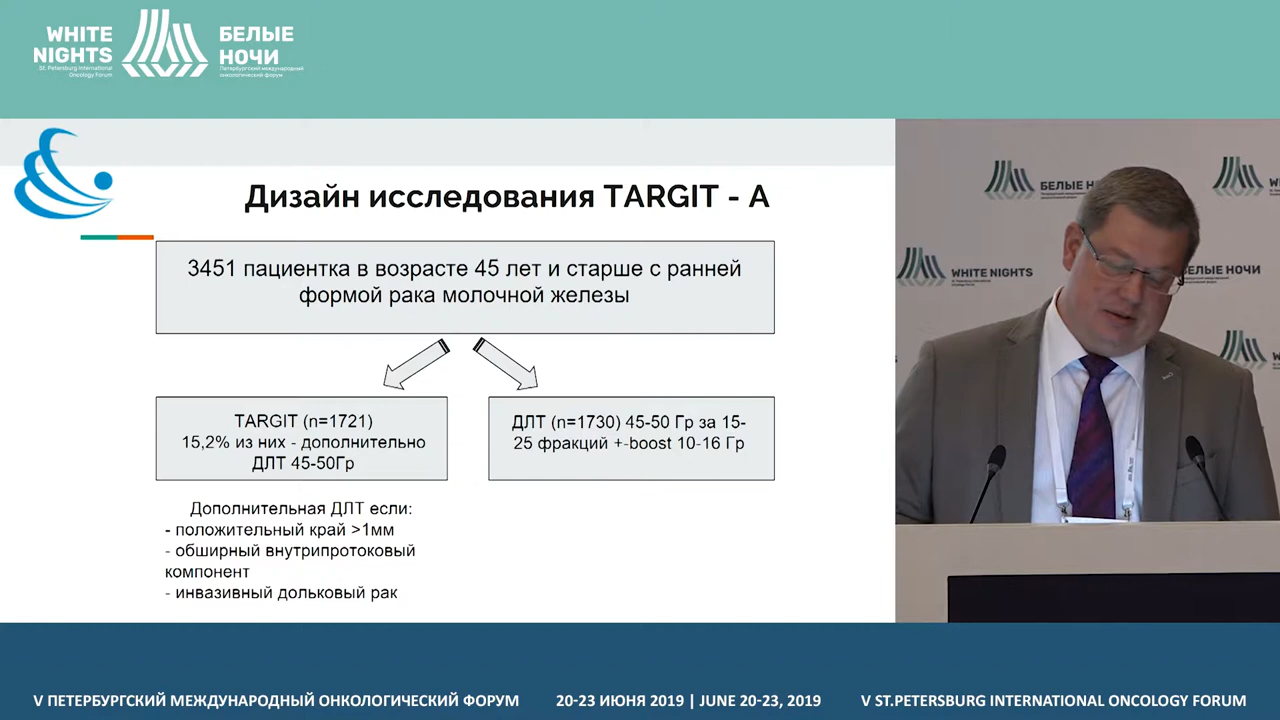 WHITE
NIGHTS
St. Petersburg International
Oncology Forum
БЕЛЫЕ
НОЧИ
Петербургский международный
онкологический форум
Дизайн исследования TARGIT - A
3451 пациентка в возрасте 45 лет и старше с ранней
формой рака молочной железы
TARGIT (n=1721)
15,2% из них - дополнительно
ДЛТ 45-50Гр
ДЛТ (n=1730) 45-50 Гр за 15-
25 фракций +-boost 10-16 Гр
Дополнительная ДЛТ если:
- положительный край >1мм
- обширный внутрипротоковый
компонент
- инвазивный дольковый рак
БЕЛЫЕ НО
WHITE NIGHTS
БЕЛЫЕ НОЧИ
V ПЕТЕРБУРГСКИЙ МЕЖДУНАРОДНЫЙ ОНКОЛОГИЧЕСКИЙ ФОРУМ
20-23 ИЮНЯ 2019 | JUNE 20-23, 2019
V ST.PETERSBURG INTERNATIONAL ONCOLOGY FORUM